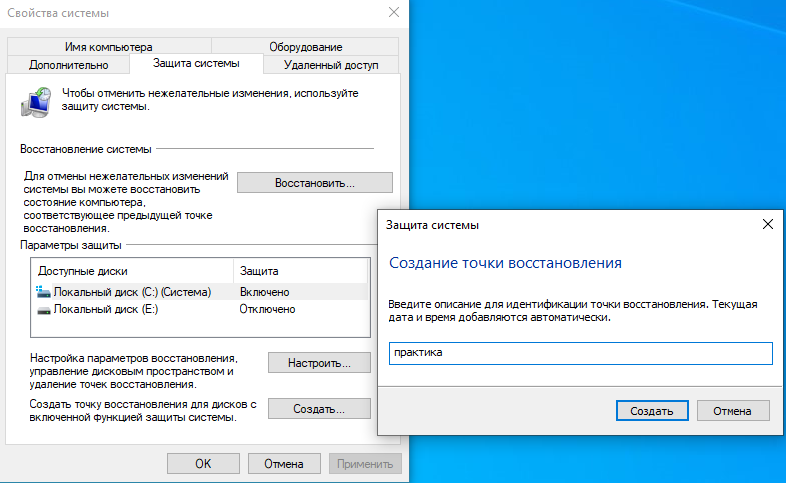 Свойства системы
Имя компьютера
Оборудование
Дополнительно
Защита системы
Удаленный доступ
Чтобы отменить нежелательные изменения, используйте
защиту системы.
Восстановление системы
Для отмены нежелательных изменений
системы вы можете восстановить
состояние компьютера,
соответствующее предыдущей точке
восстановления.
Восстановить...
Параметры защиты
Доступные диски
Защита
Локальный диск (C:) (Система)
Включено
Локальный диск (E:)
Отключено
Настройка параметров восстановления,
управление дисковым пространством и
удаление точек восстановления.
Настроить...
Создать точку восстановления для дисков с
включенной функцией защиты системы.
Создать...
OK
Отмена
Применить
Защита системы
Создание точки восстановления
Введите описание для идентификации точки восстановления. Текущая
дата и время добавляются автоматически.
практика
Создать
Отмена